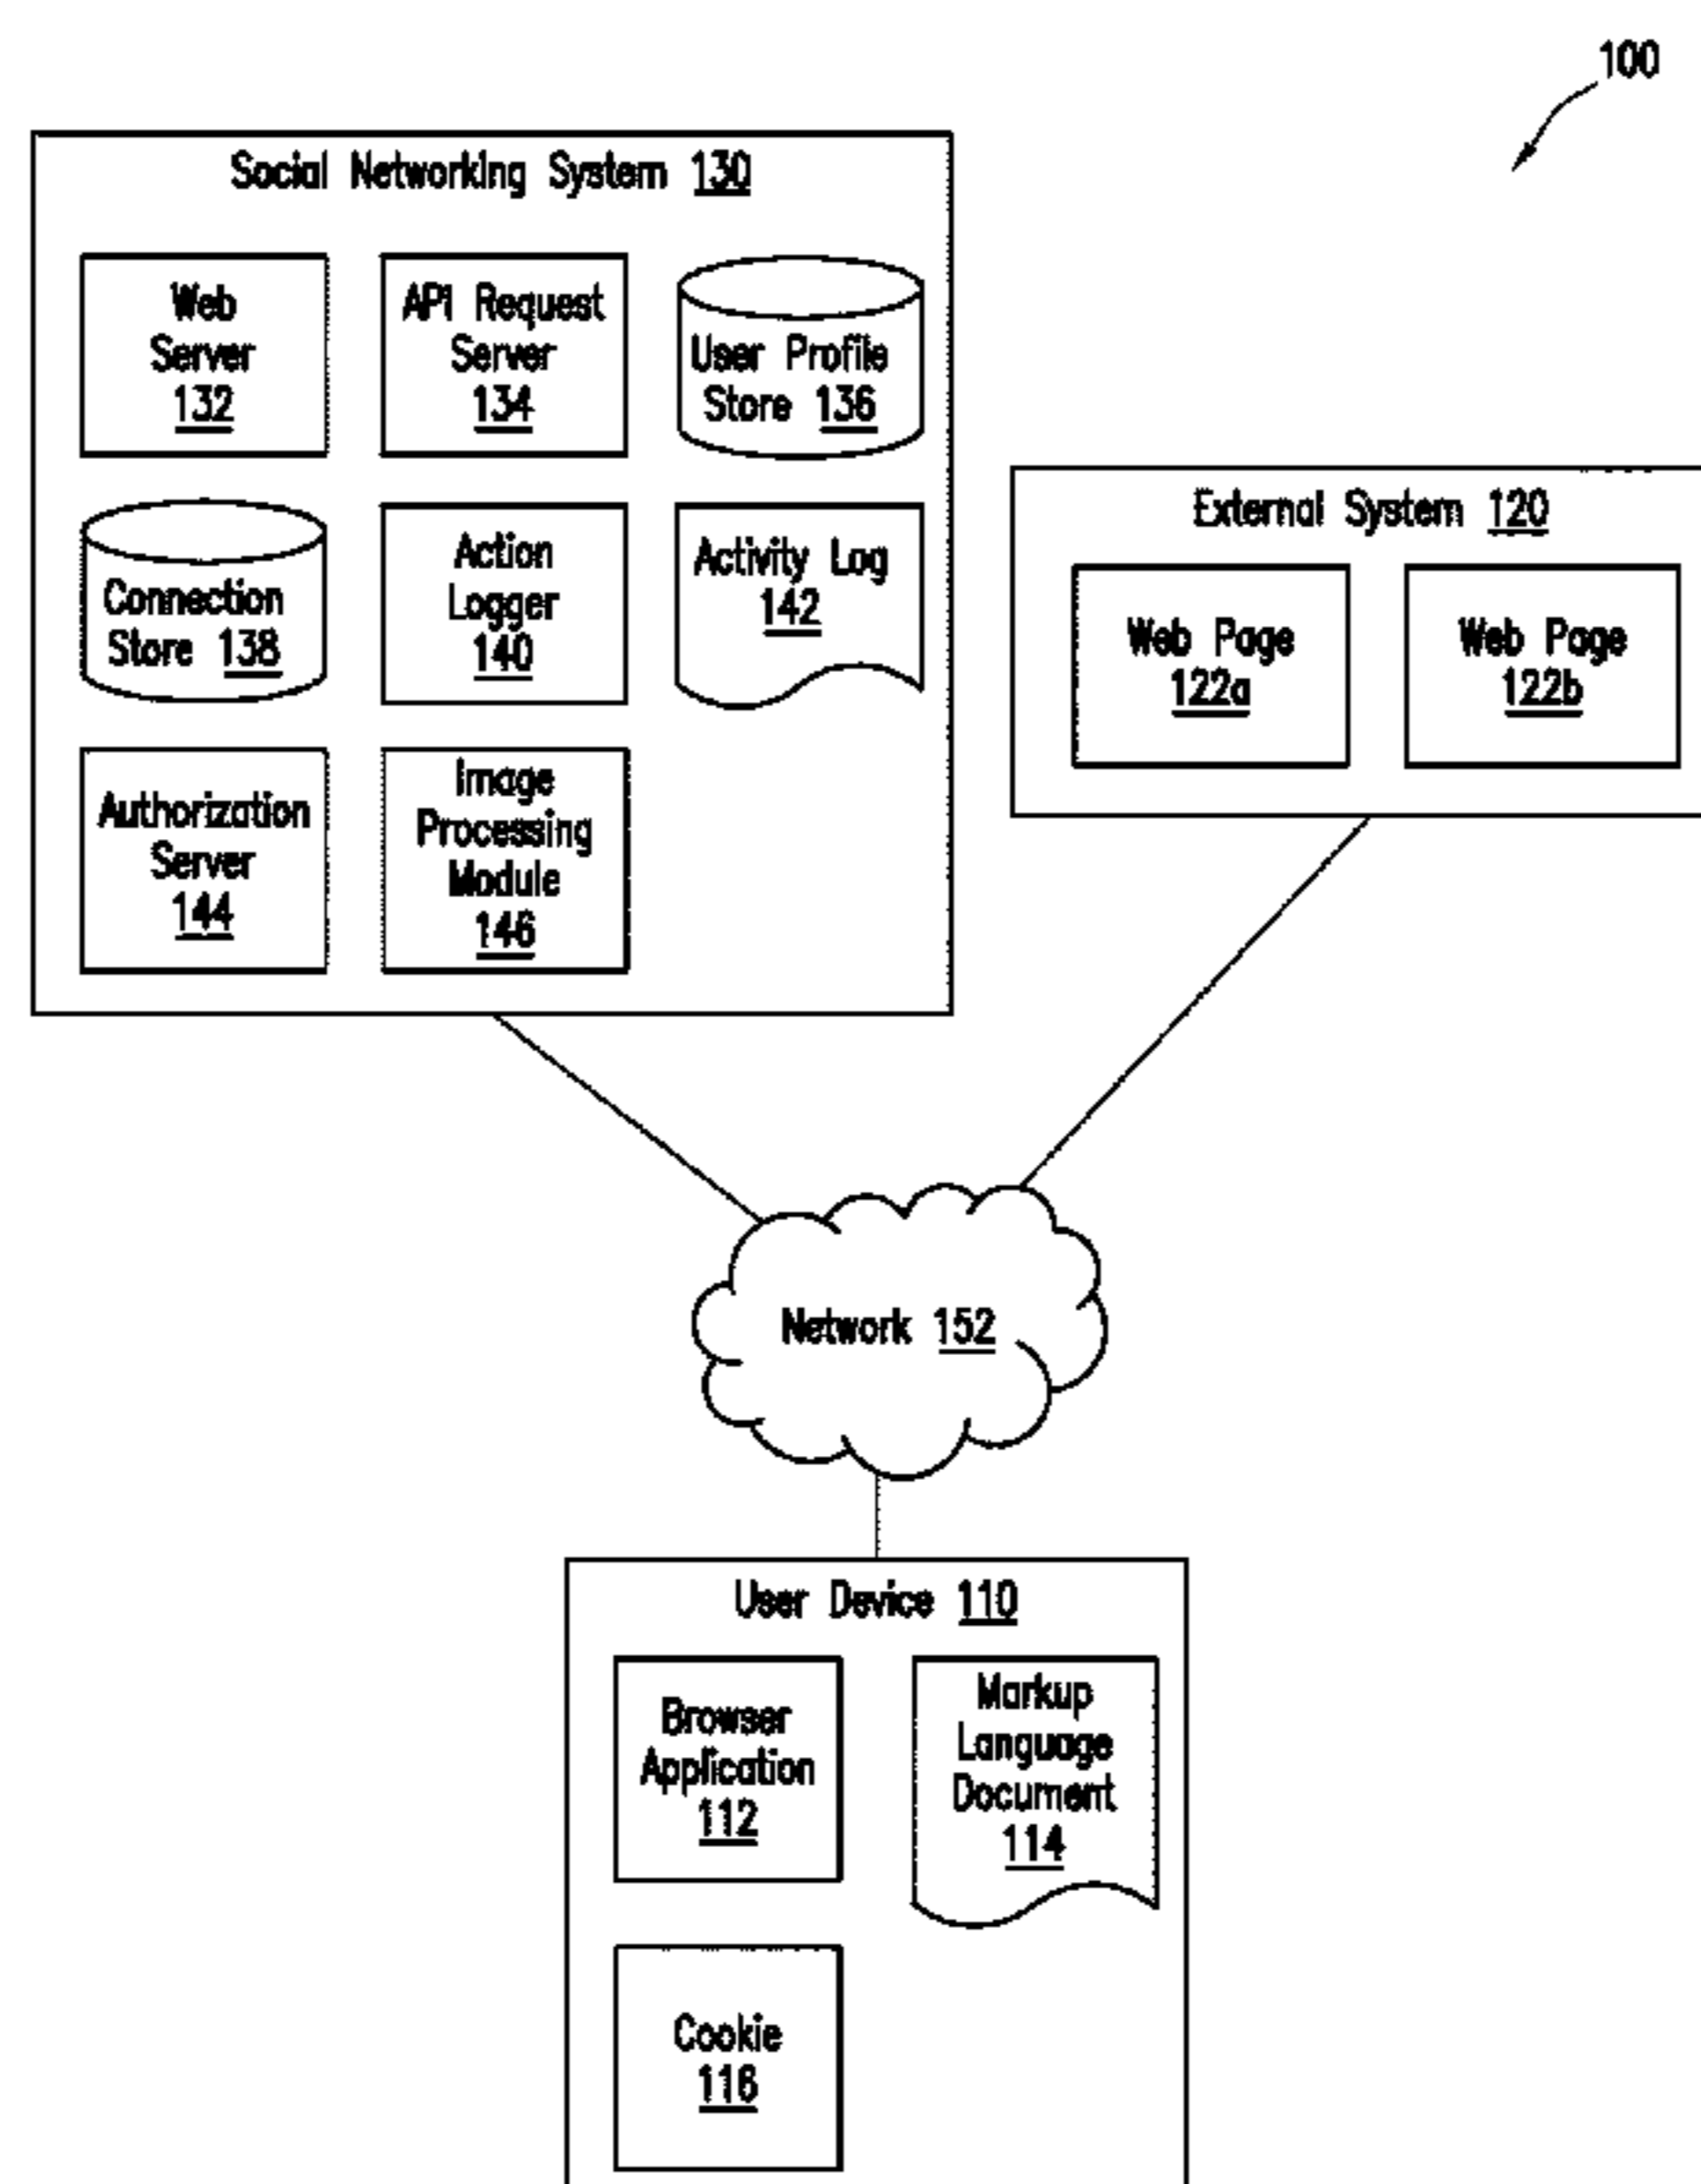 100
Social Networking System 130
Web
Server
132
API Request
Server
134
User Profile
Store 136
Connection
Store 138
Action
Logger
140
Activity Log
142
Authorization
Server
144
Image
Processing
Module
146
External System 120
Web Page
122a
Web Page
122b
Network 152
User Device 110
Browser
Application
112
Markup
Language
Document
114
Cookie
116